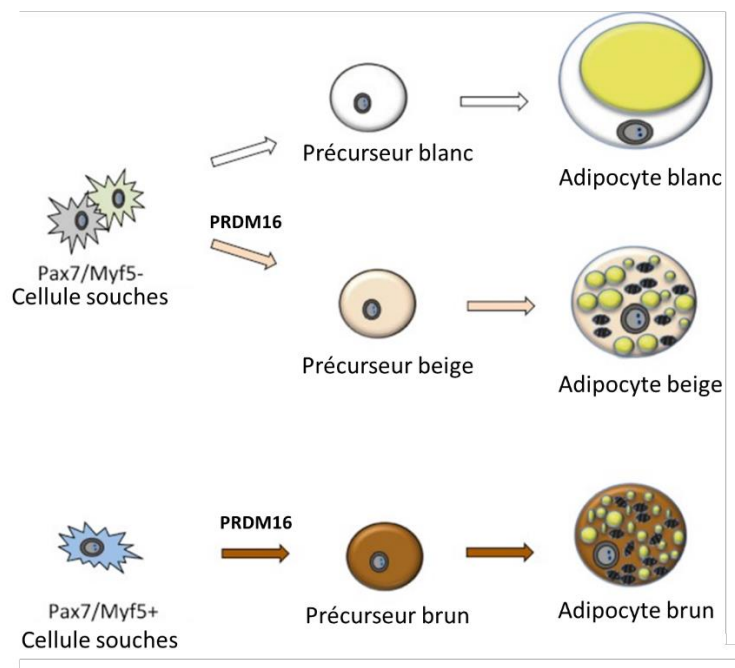 Précurseur blanc
Adipocyte blanc
PRDM16
Pax7/Myf5-
Cellule souches
Précurseur beige
Adipocyte beige
PRDM16
Pax7/Myf5+
Cellule souches
Précurseur brun
Adipocyte brun